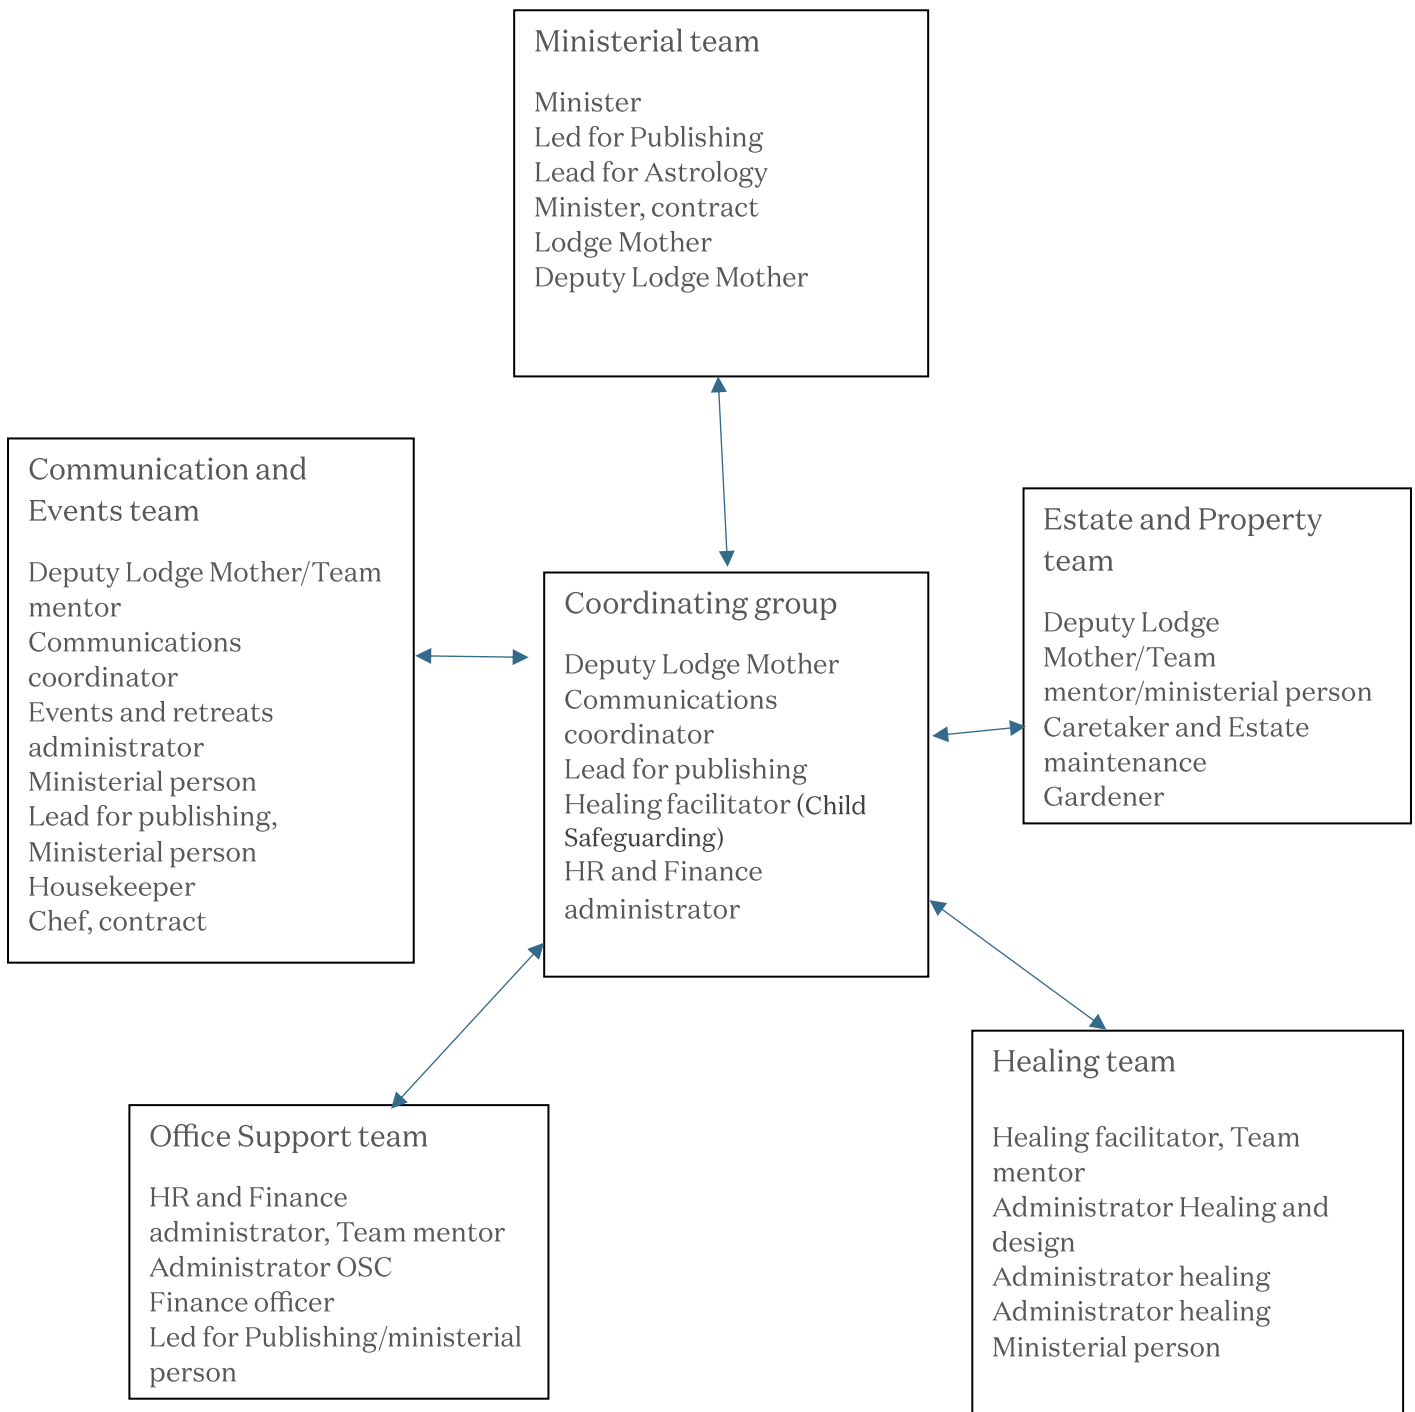 Ministerial team
Minister
Led for Publishing
Lead for Astrology
Minister, contract
Lodge Mother
Deputy Lodge Mother
Communication and
Events team
Deputy Lodge Mother/Team
mentor
Communications
coordinator
Events and retreats
administrator
Ministerial person
Lead for publishing,
Ministerial person
Housekeeper
Chef, contract
Coordinating group
Deputy Lodge Mother
Communications
coordinator
Lead for publishing
Healing facilitator (Child
Safeguarding)
HR and Finance
administrator
Estate and Property
team
Deputy Lodge
Mother/Team
mentor/ministerial person
Caretaker and Estate
maintenance
Gardener
Office Support team
HR and Finance
administrator, Team mentor
Administrator OSC
Finance officer
Led for Publishing/ministerial
person
Healing team
Healing facilitator, Team
mentor
Administrator Healing and
design
Administrator healing
Administrator healing
Ministerial person